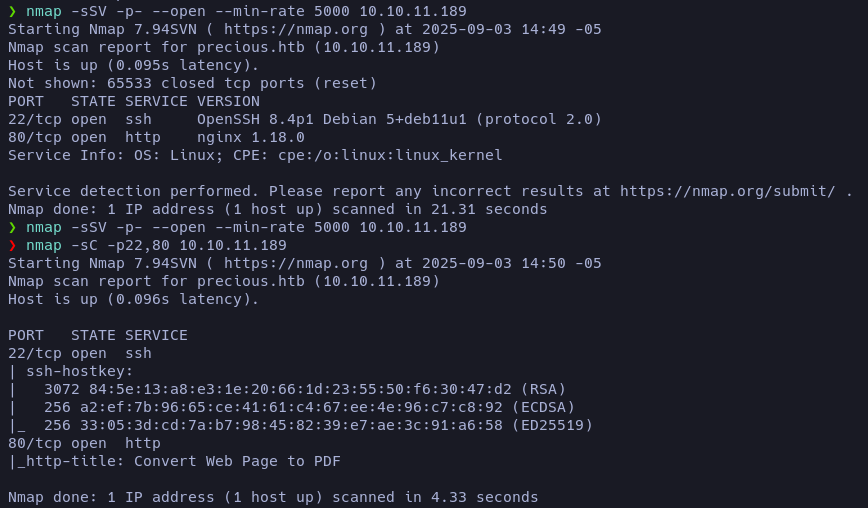 ❯ nmap -sSV -p- --open --min-rate 5000 10.10.11.189
Starting Nmap 7.94SVN ( https://nmap.org ) at 2025-09-03 14:49 -05
Nmap scan report for precious.htb (10.10.11.189)
Host is up (0.095s latency).
Not shown: 65533 closed tcp ports (reset)
PORT   STATE SERVICE VERSION
22/tcp open  ssh     OpenSSH 8.4p1 Debian 5+deb11u1 (protocol 2.0)
80/tcp open  http    nginx 1.18.0
Service Info: OS: Linux; CPE: cpe:/o:linux:linux_kernel

Service detection performed. Please report any incorrect results at https://nmap.org/submit/ .
Nmap done: 1 IP address (1 host up) scanned in 21.31 seconds
❯ nmap -sSV -p- --open --min-rate 5000 10.10.11.189
❯ nmap -sC -p22,80 10.10.11.189
Starting Nmap 7.94SVN ( https://nmap.org ) at 2025-09-03 14:50 -05
Nmap scan report for precious.htb (10.10.11.189)
Host is up (0.096s latency).

PORT   STATE SERVICE
22/tcp open  ssh
| ssh-hostkey:
|   3072 84:5e:13:a8:e3:1e:20:66:1d:23:55:50:f6:30:47:d2 (RSA)
|   256 a2:ef:7b:96:65:ce:41:61:c4:67:ee:4e:96:c7:c8:92 (ECDSA)
|_  256 33:05:3d:cd:7a:b7:98:45:82:39:e7:ae:3c:91:a6:58 (ED25519)
80/tcp open  http
|_http-title: Convert Web Page to PDF

Nmap done: 1 IP address (1 host up) scanned in 4.33 seconds